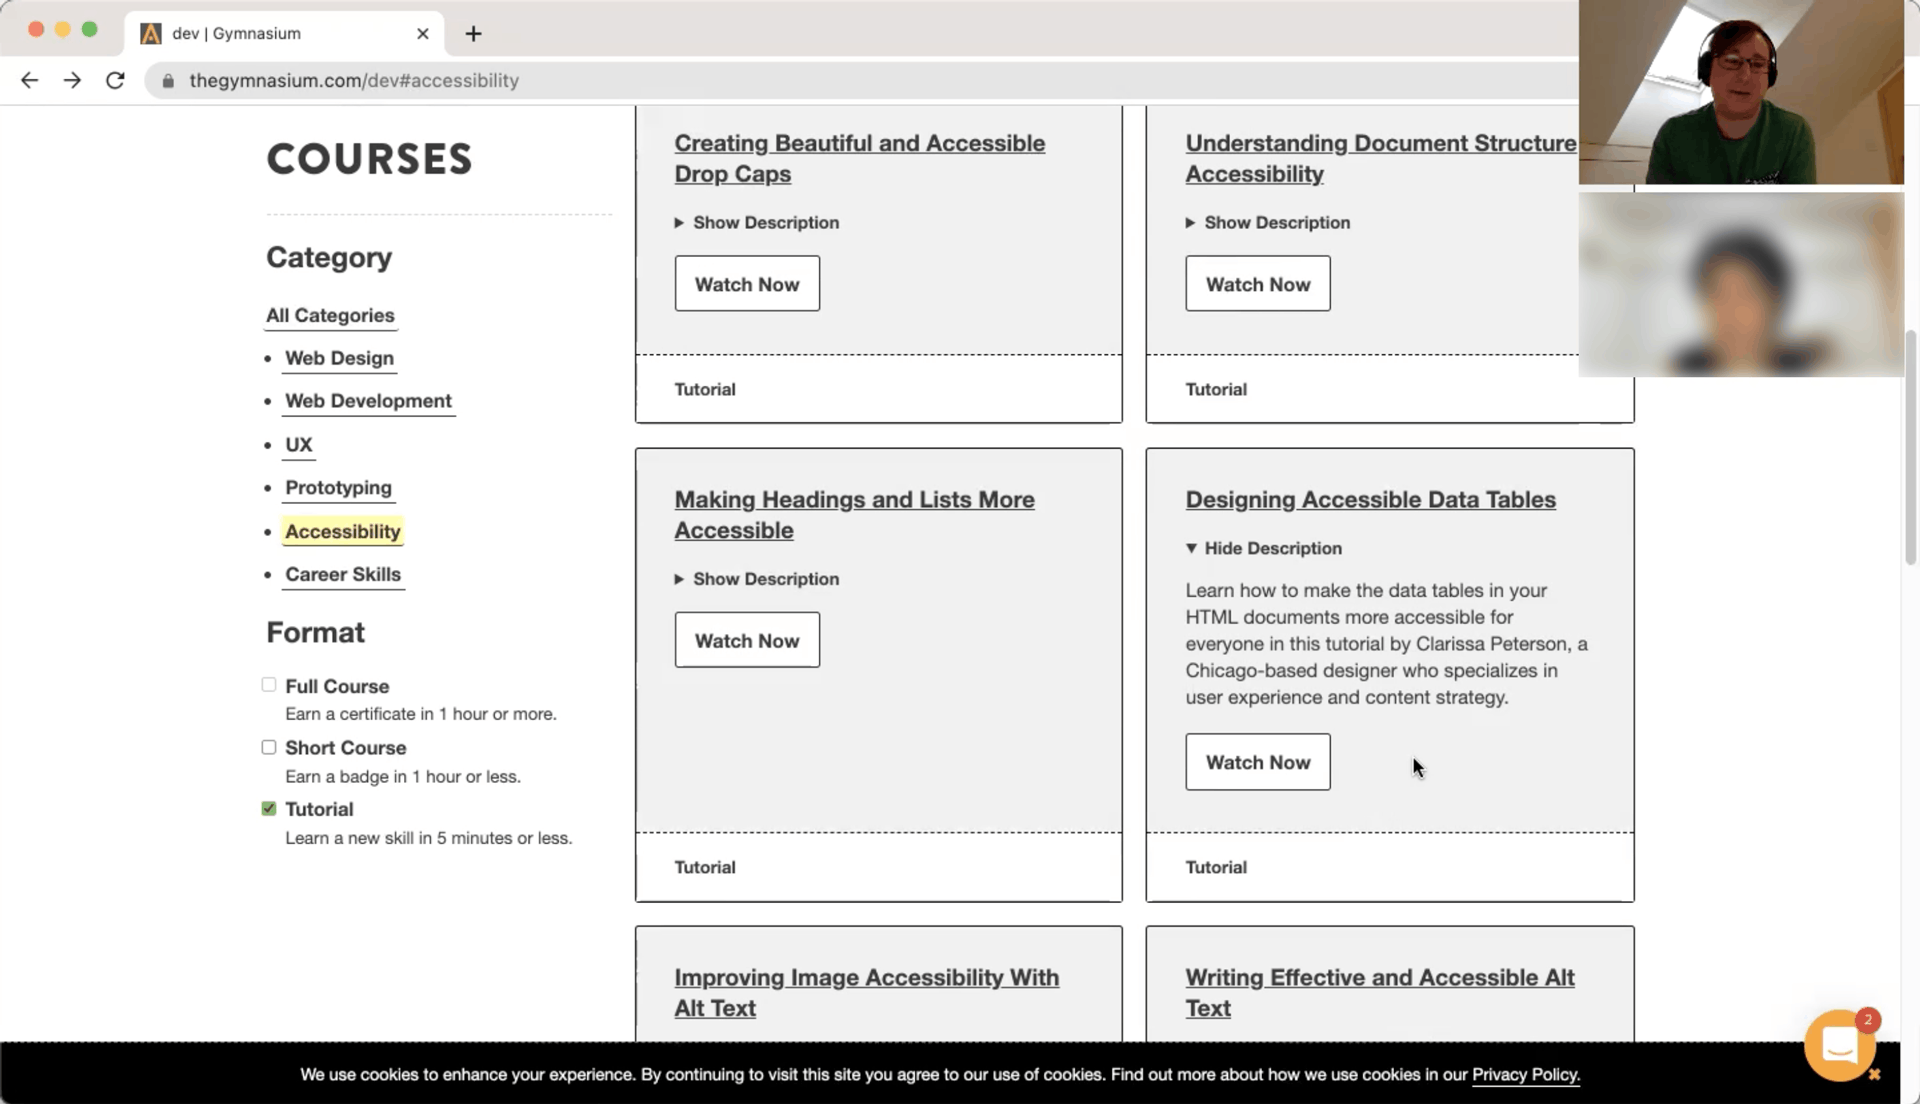 dev | Gymnasium
thegymnasium.com/dev#accessibility
COURSES
Category
All Categories
Web Design
Web Development
UX
Prototyping
Accessibility
Career Skills
Format
Full Course
Earn a certificate in 1 hour or more.
Short Course
Earn a badge in 1 hour or less.
Tutorial
Learn a new skill in 5 minutes or less.
Creating Beautiful and Accessible
Drop Caps
Show Description
Watch Now
Tutorial
Understanding Document Structure
Accessibility
Show Description
Watch Now
Tutorial
Making Headings and Lists More
Accessible
Show Description
Watch Now
Tutorial
Designing Accessible Data Tables
Hide Description
Learn how to make the data tables in your
HTML documents more accessible for
everyone in this tutorial by Clarissa Peterson, a
Chicago-based designer who specializes in
user experience and content strategy.
Watch Now
Tutorial
Improving Image Accessibility With
Alt Text
Writing Effective and Accessible Alt
Text
2
We use cookies to enhance your experience. By continuing to visit this site you agree to our use of cookies. Find out more about how we use cookies in our Privacy Policy.